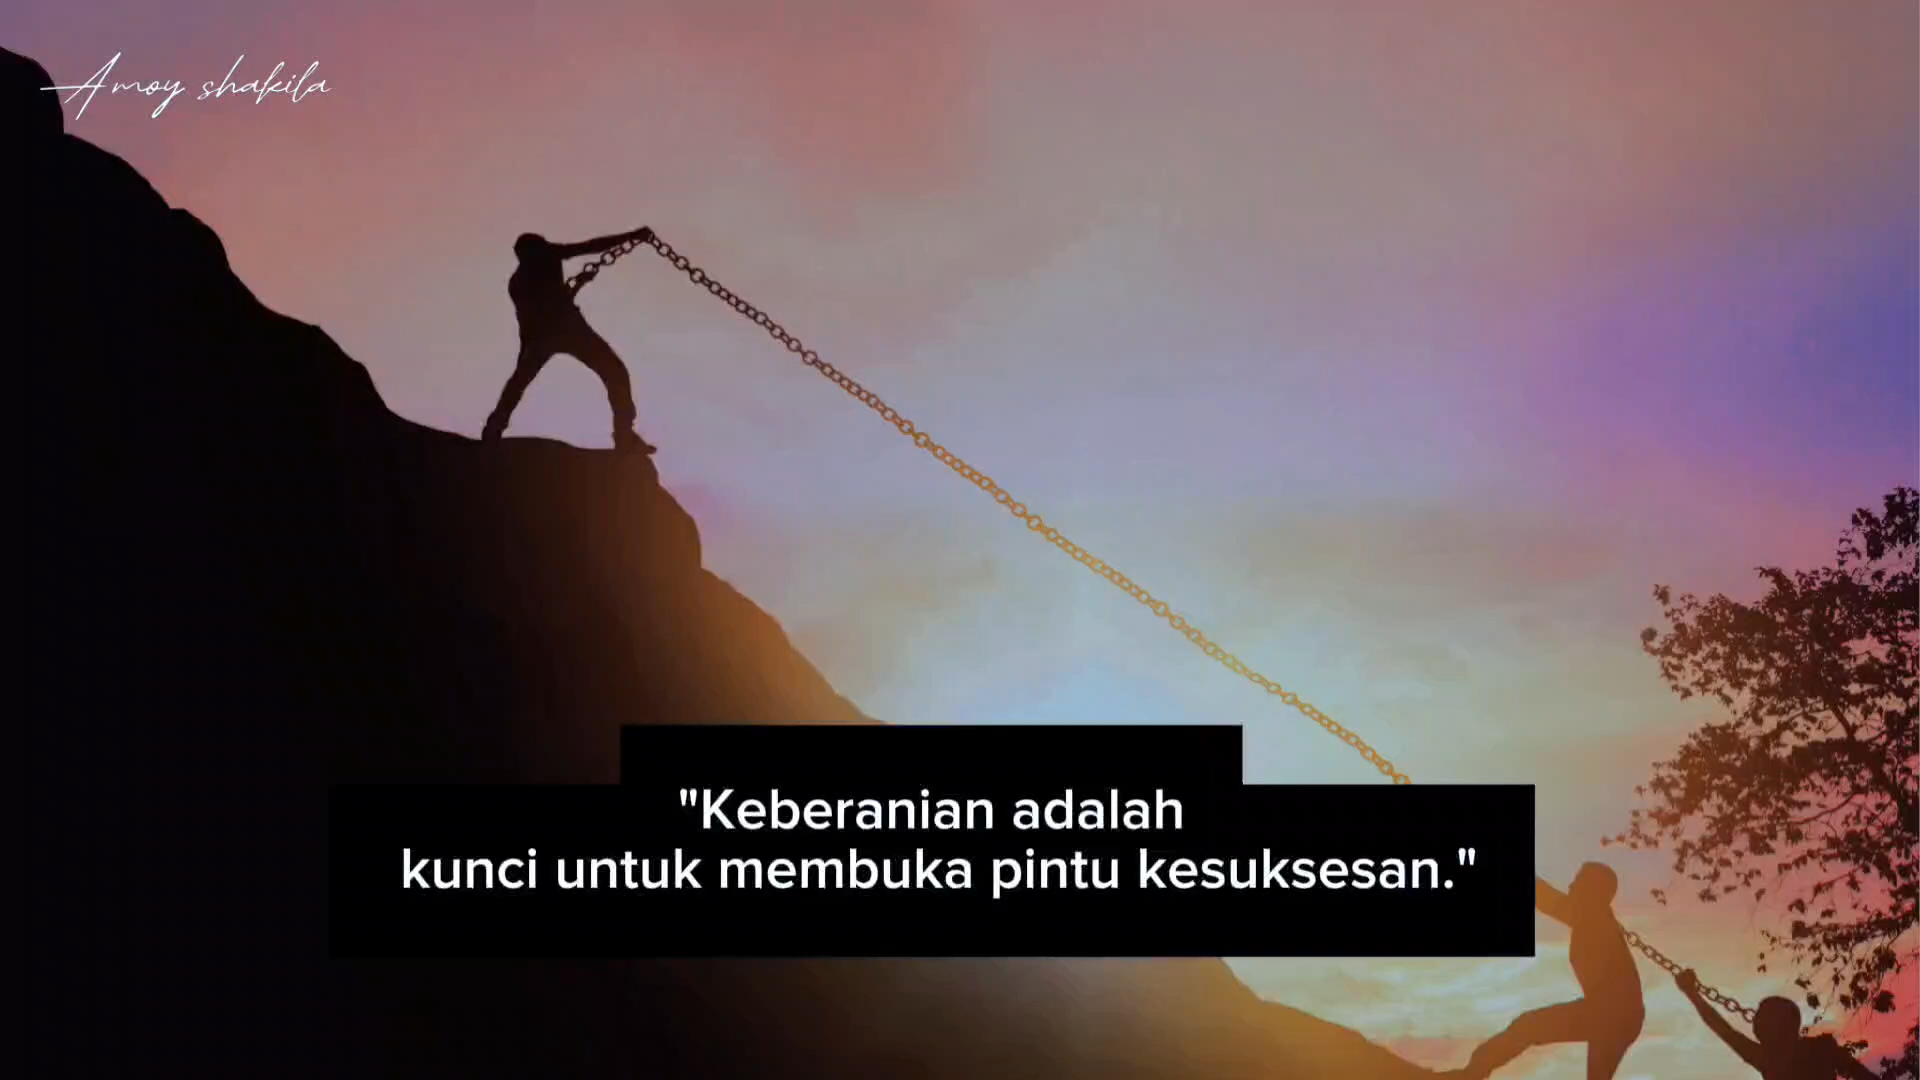 Amoy shakila
"Keberanian adalah
kunci untuk membuka pintu kesuksesan."